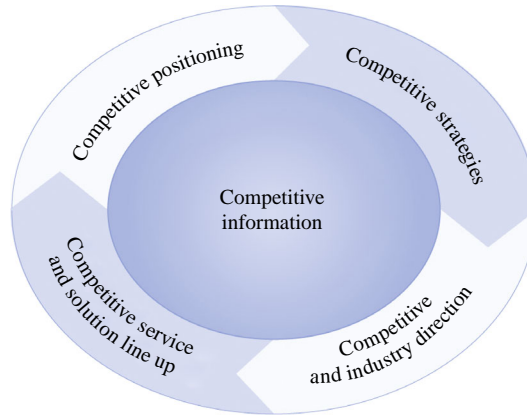 Competitive positioning
Competitive strategies
Competitive
information
Competitive service
and solution line up
Competitive
and industry direction